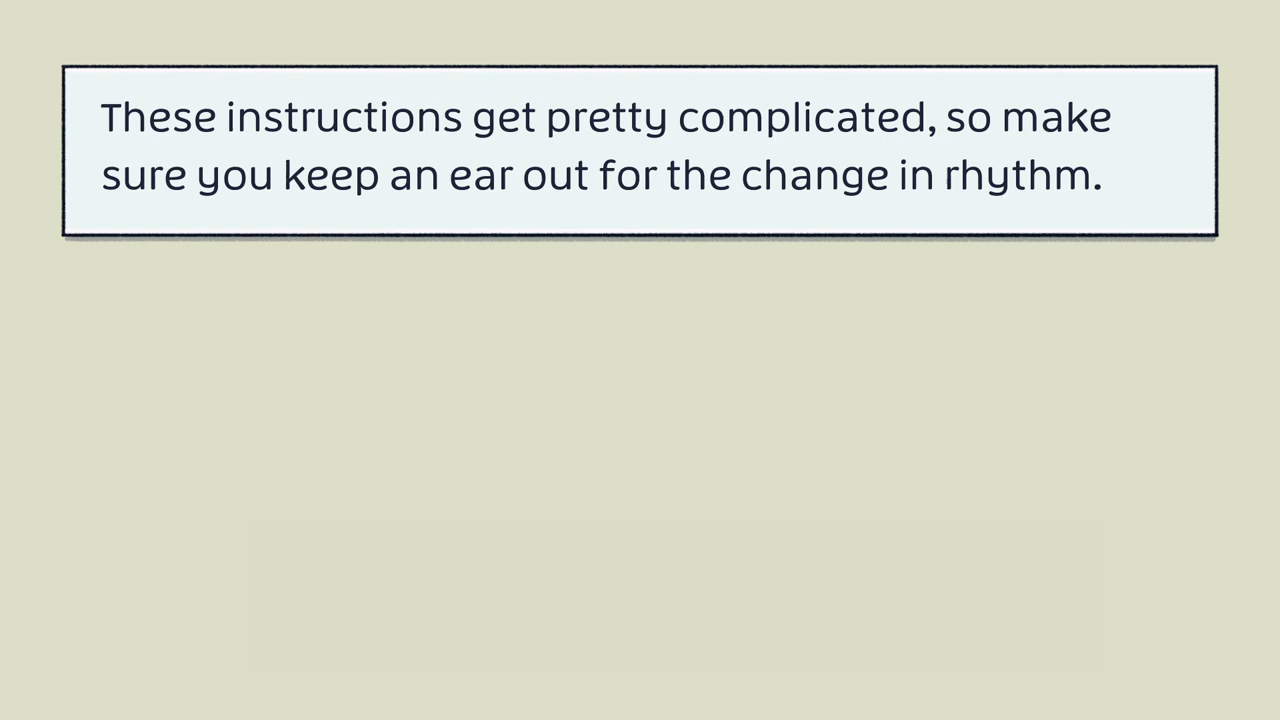 These instructions get pretty complicated, so make
sure you keep an ear out for the change in rhythm.